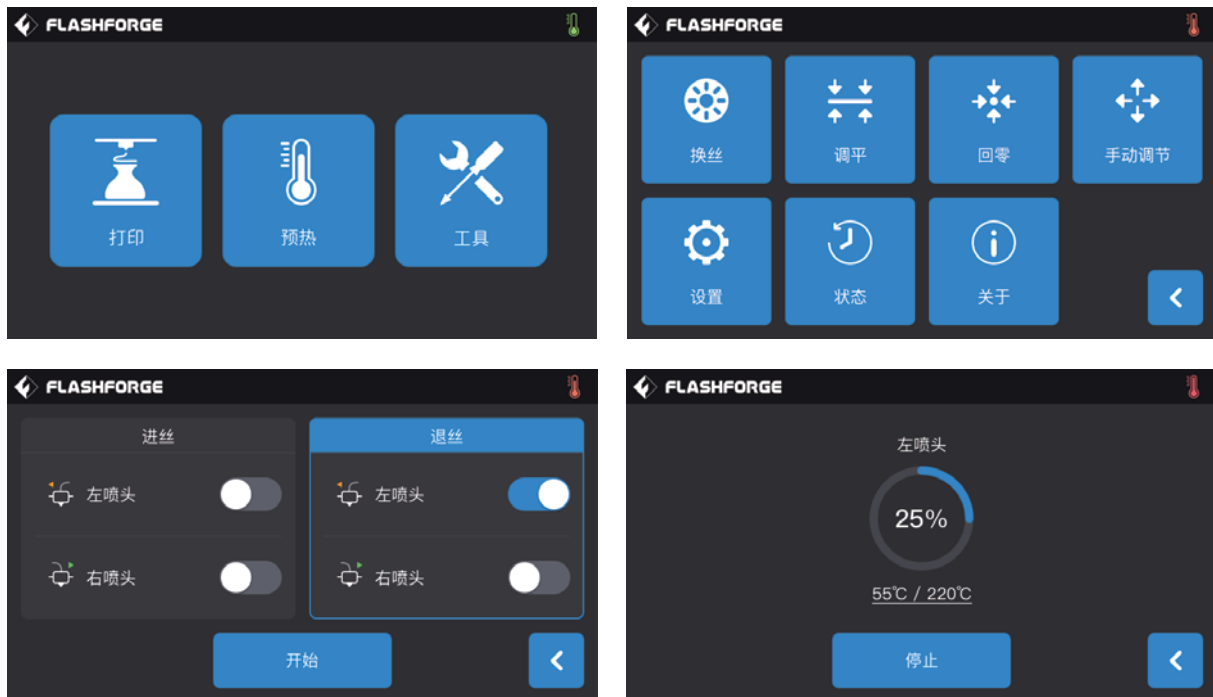 FLASHFORGE
打印
预热
工具
FLASHFORGE
换丝
调平
回零
手动调节
设置
状态
关于
FLASHFORGE
进丝
退丝
左喷头
左喷头
右喷头
右喷头
开始
FLASHFORGE
左喷头
25%
55℃ / 220℃
停止